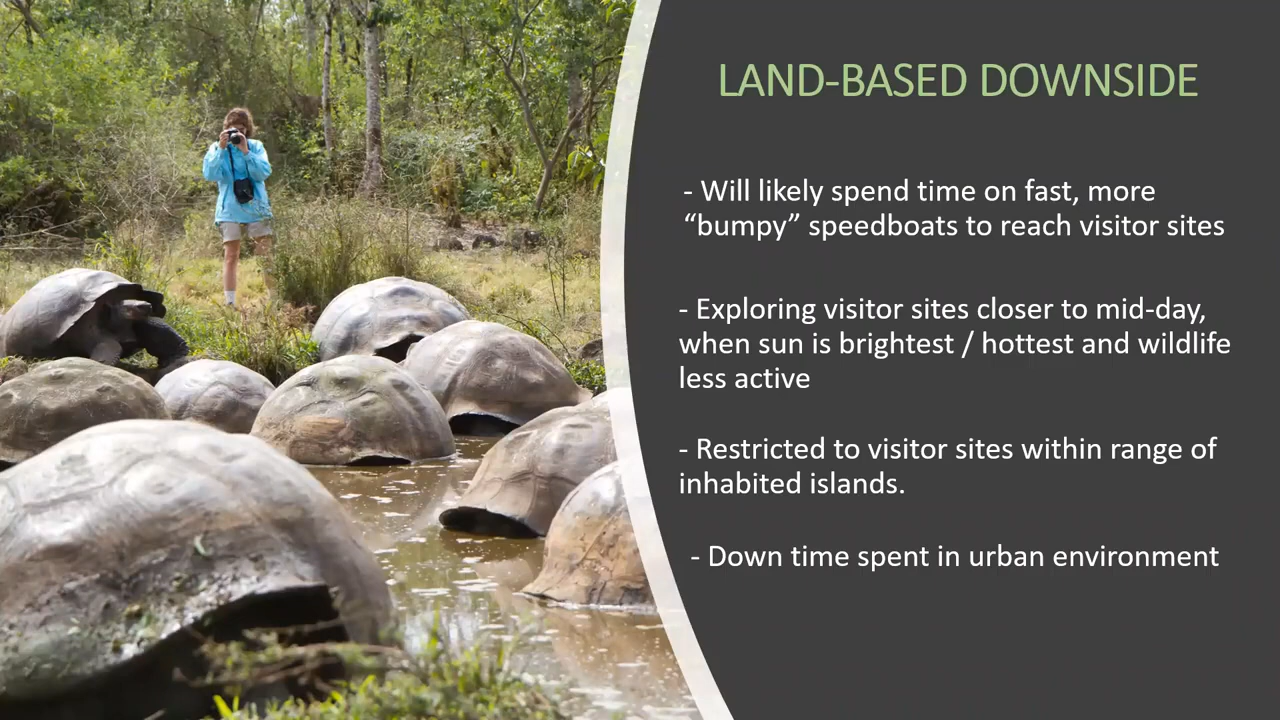 LAND-BASED DOWNSIDE
- Will likely spend time on fast, more
“bumpy” speedboats to reach visitor sites
- Exploring visitor sites closer to mid-day,
when sun is brightest / hottest and wildlife
less active
- Restricted to visitor sites within range of
inhabited islands.
- Down time spent in urban environment